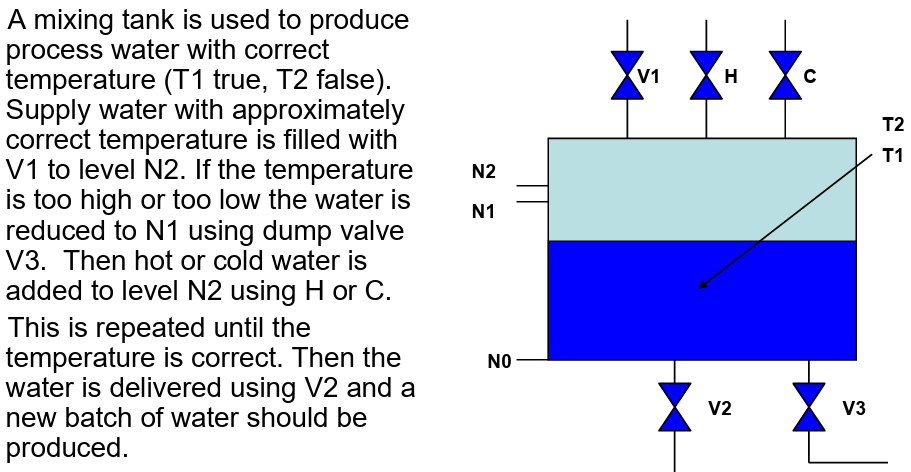 A mixing tank is used to produce
process water with correct
temperature (T1 true, T2 false).
Supply water with approximately
correct temperature is filled with
V1 to level N2. If the temperature
is too high or too low the water is
reduced to N1 using dump valve
V3.  Then hot or cold water is
added to level N2 using H or C.
This is repeated until the
temperature is correct. Then the
water is delivered using V2 and a
new batch of water should be
produced.
V1 H C
T2
T1
N2
N1
N0
V2 V3